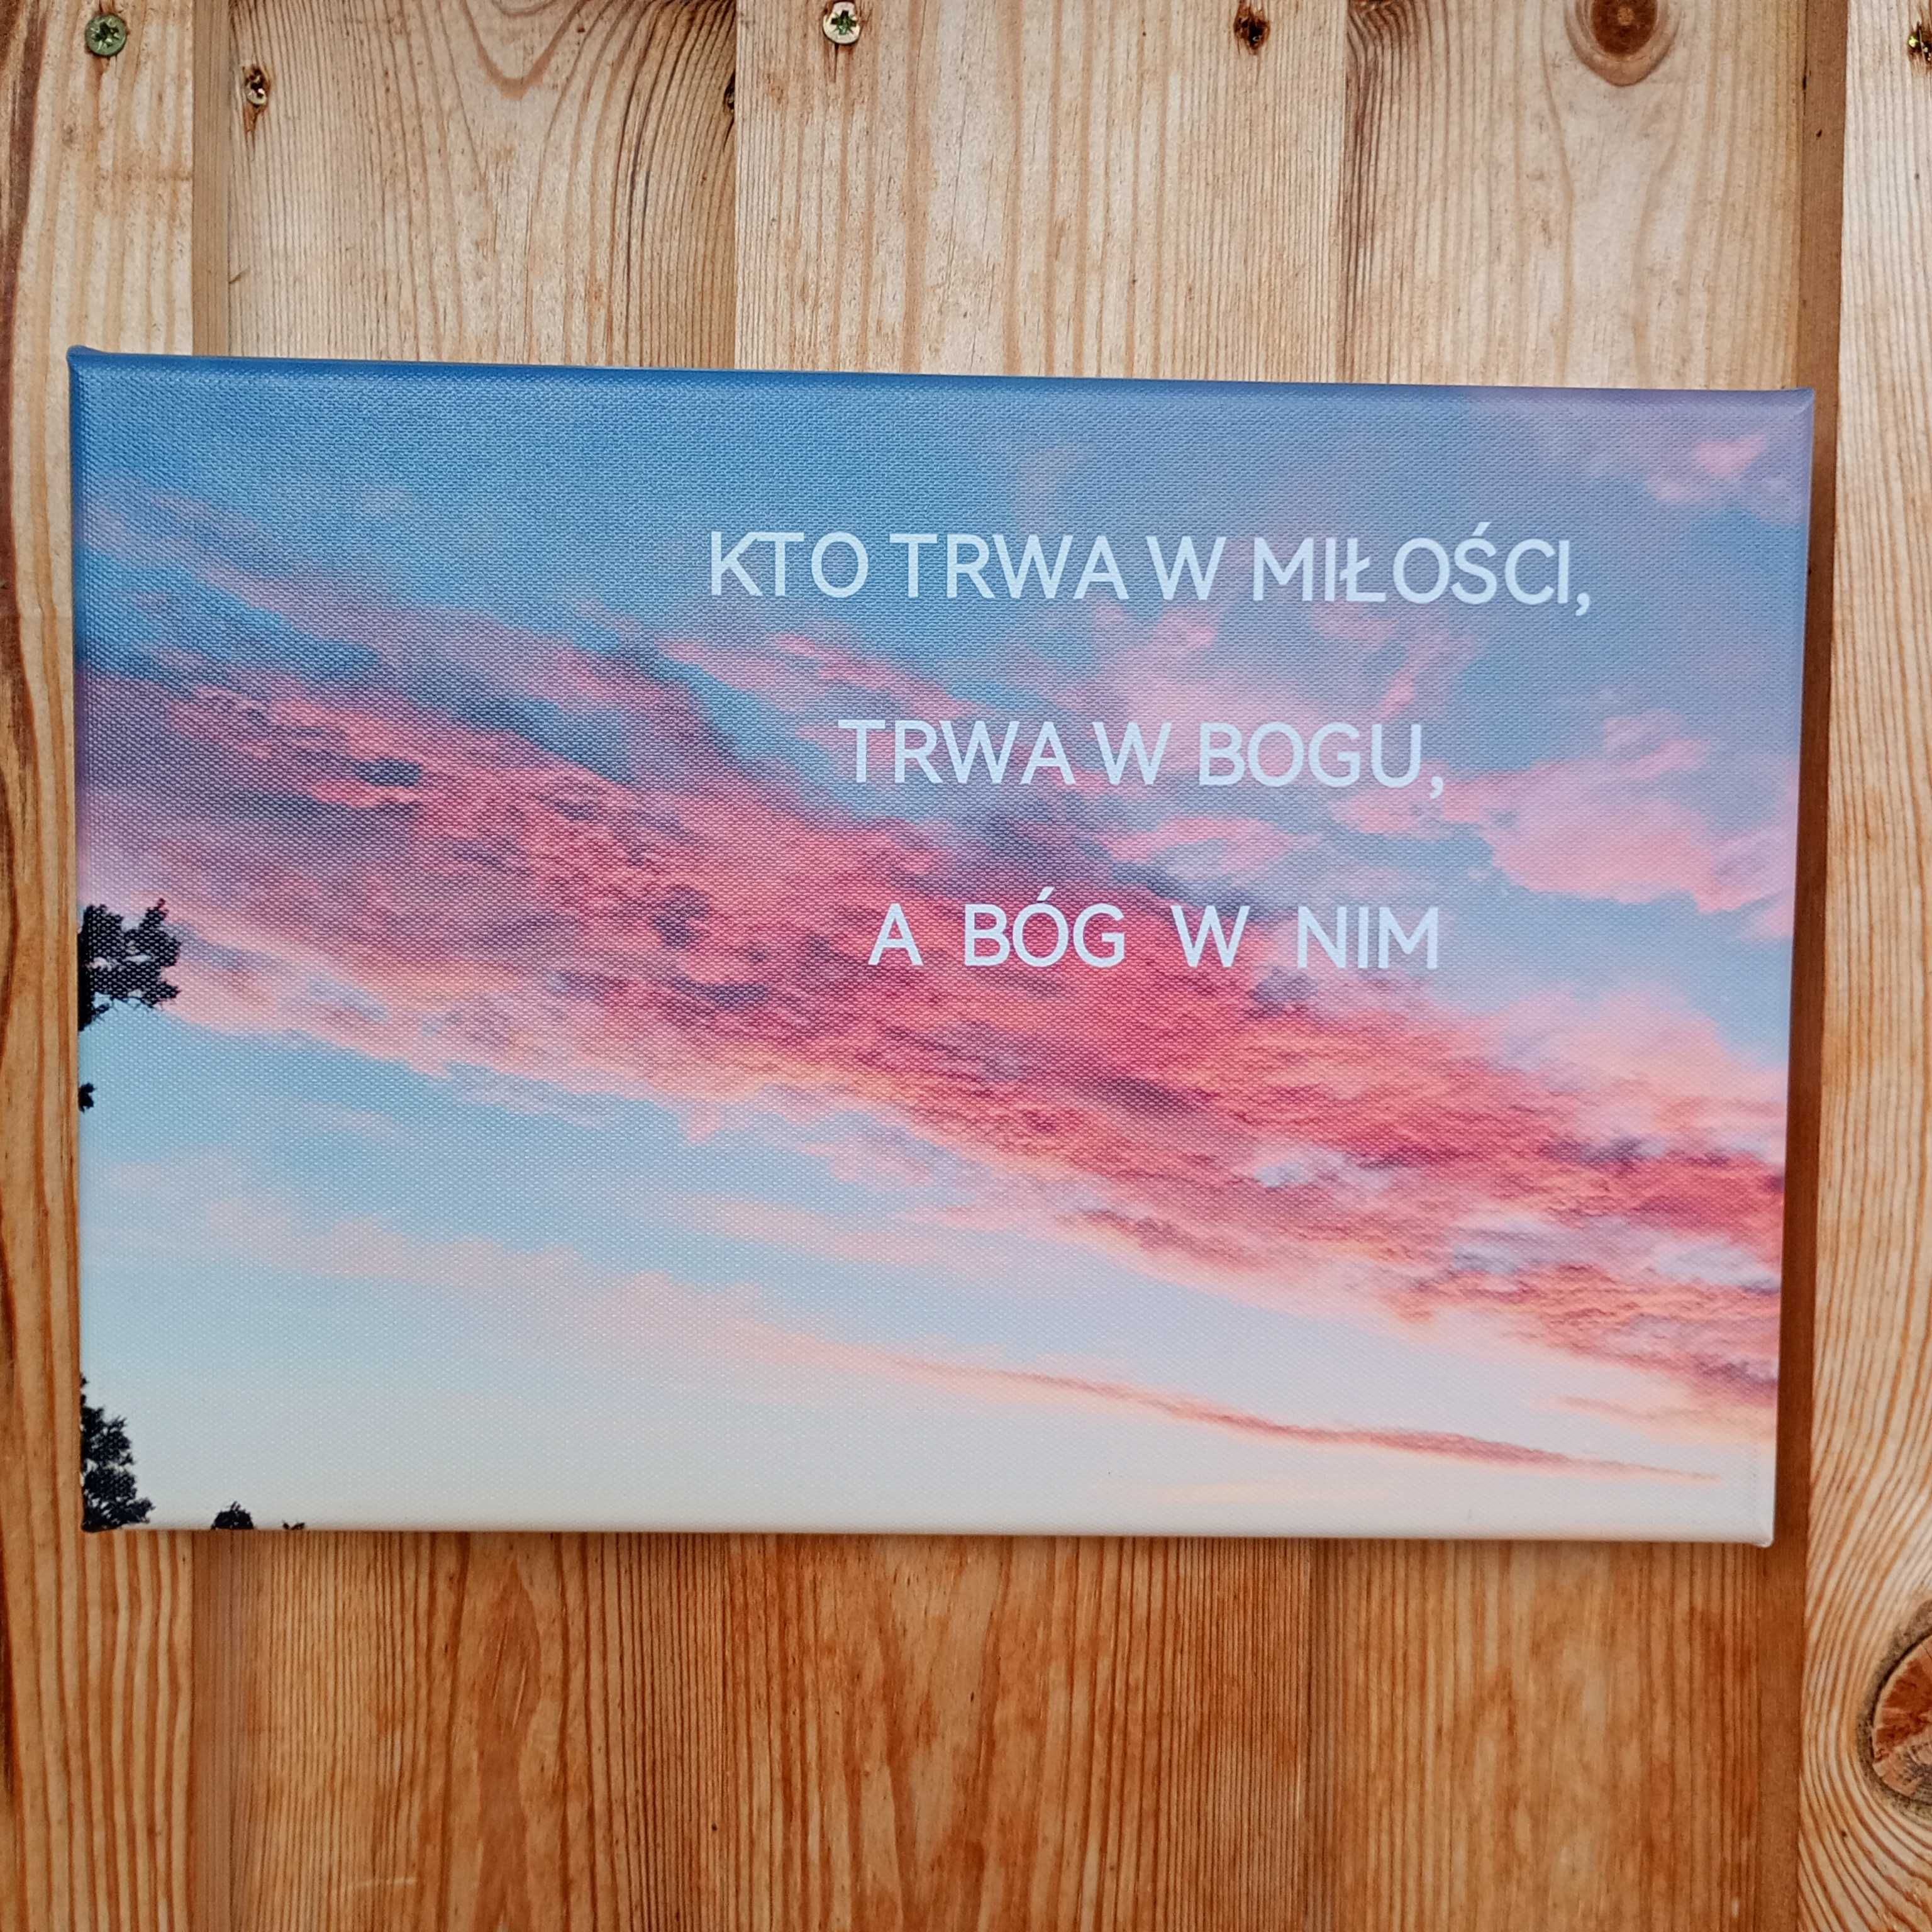 KTO TRWA W MIŁOŚCI,
TRWA W BOGU,
A BÓG W NIM